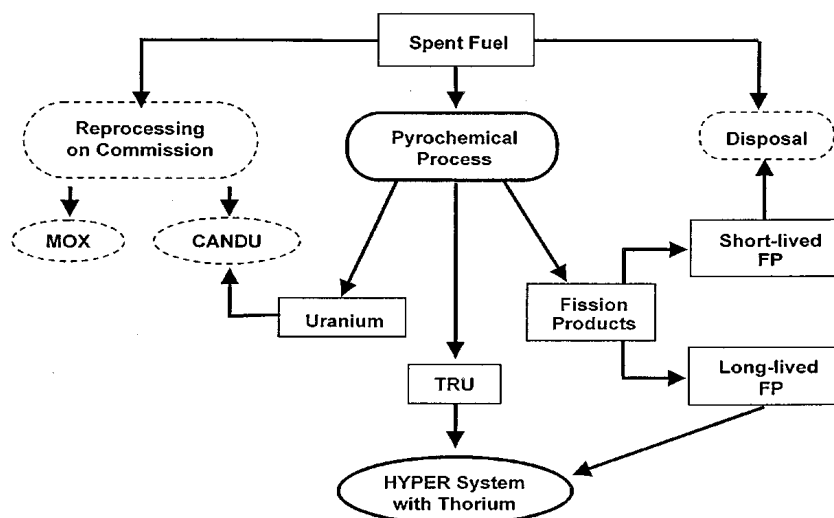 Spent Fuel
Reprocessing
on Commission
Pyrochemical
Process
Disposal
MOX
CANDU
Short-lived
FP
Uranium
Fission
Products
TRU
Long-lived
FP
HYPER System
with Thorium